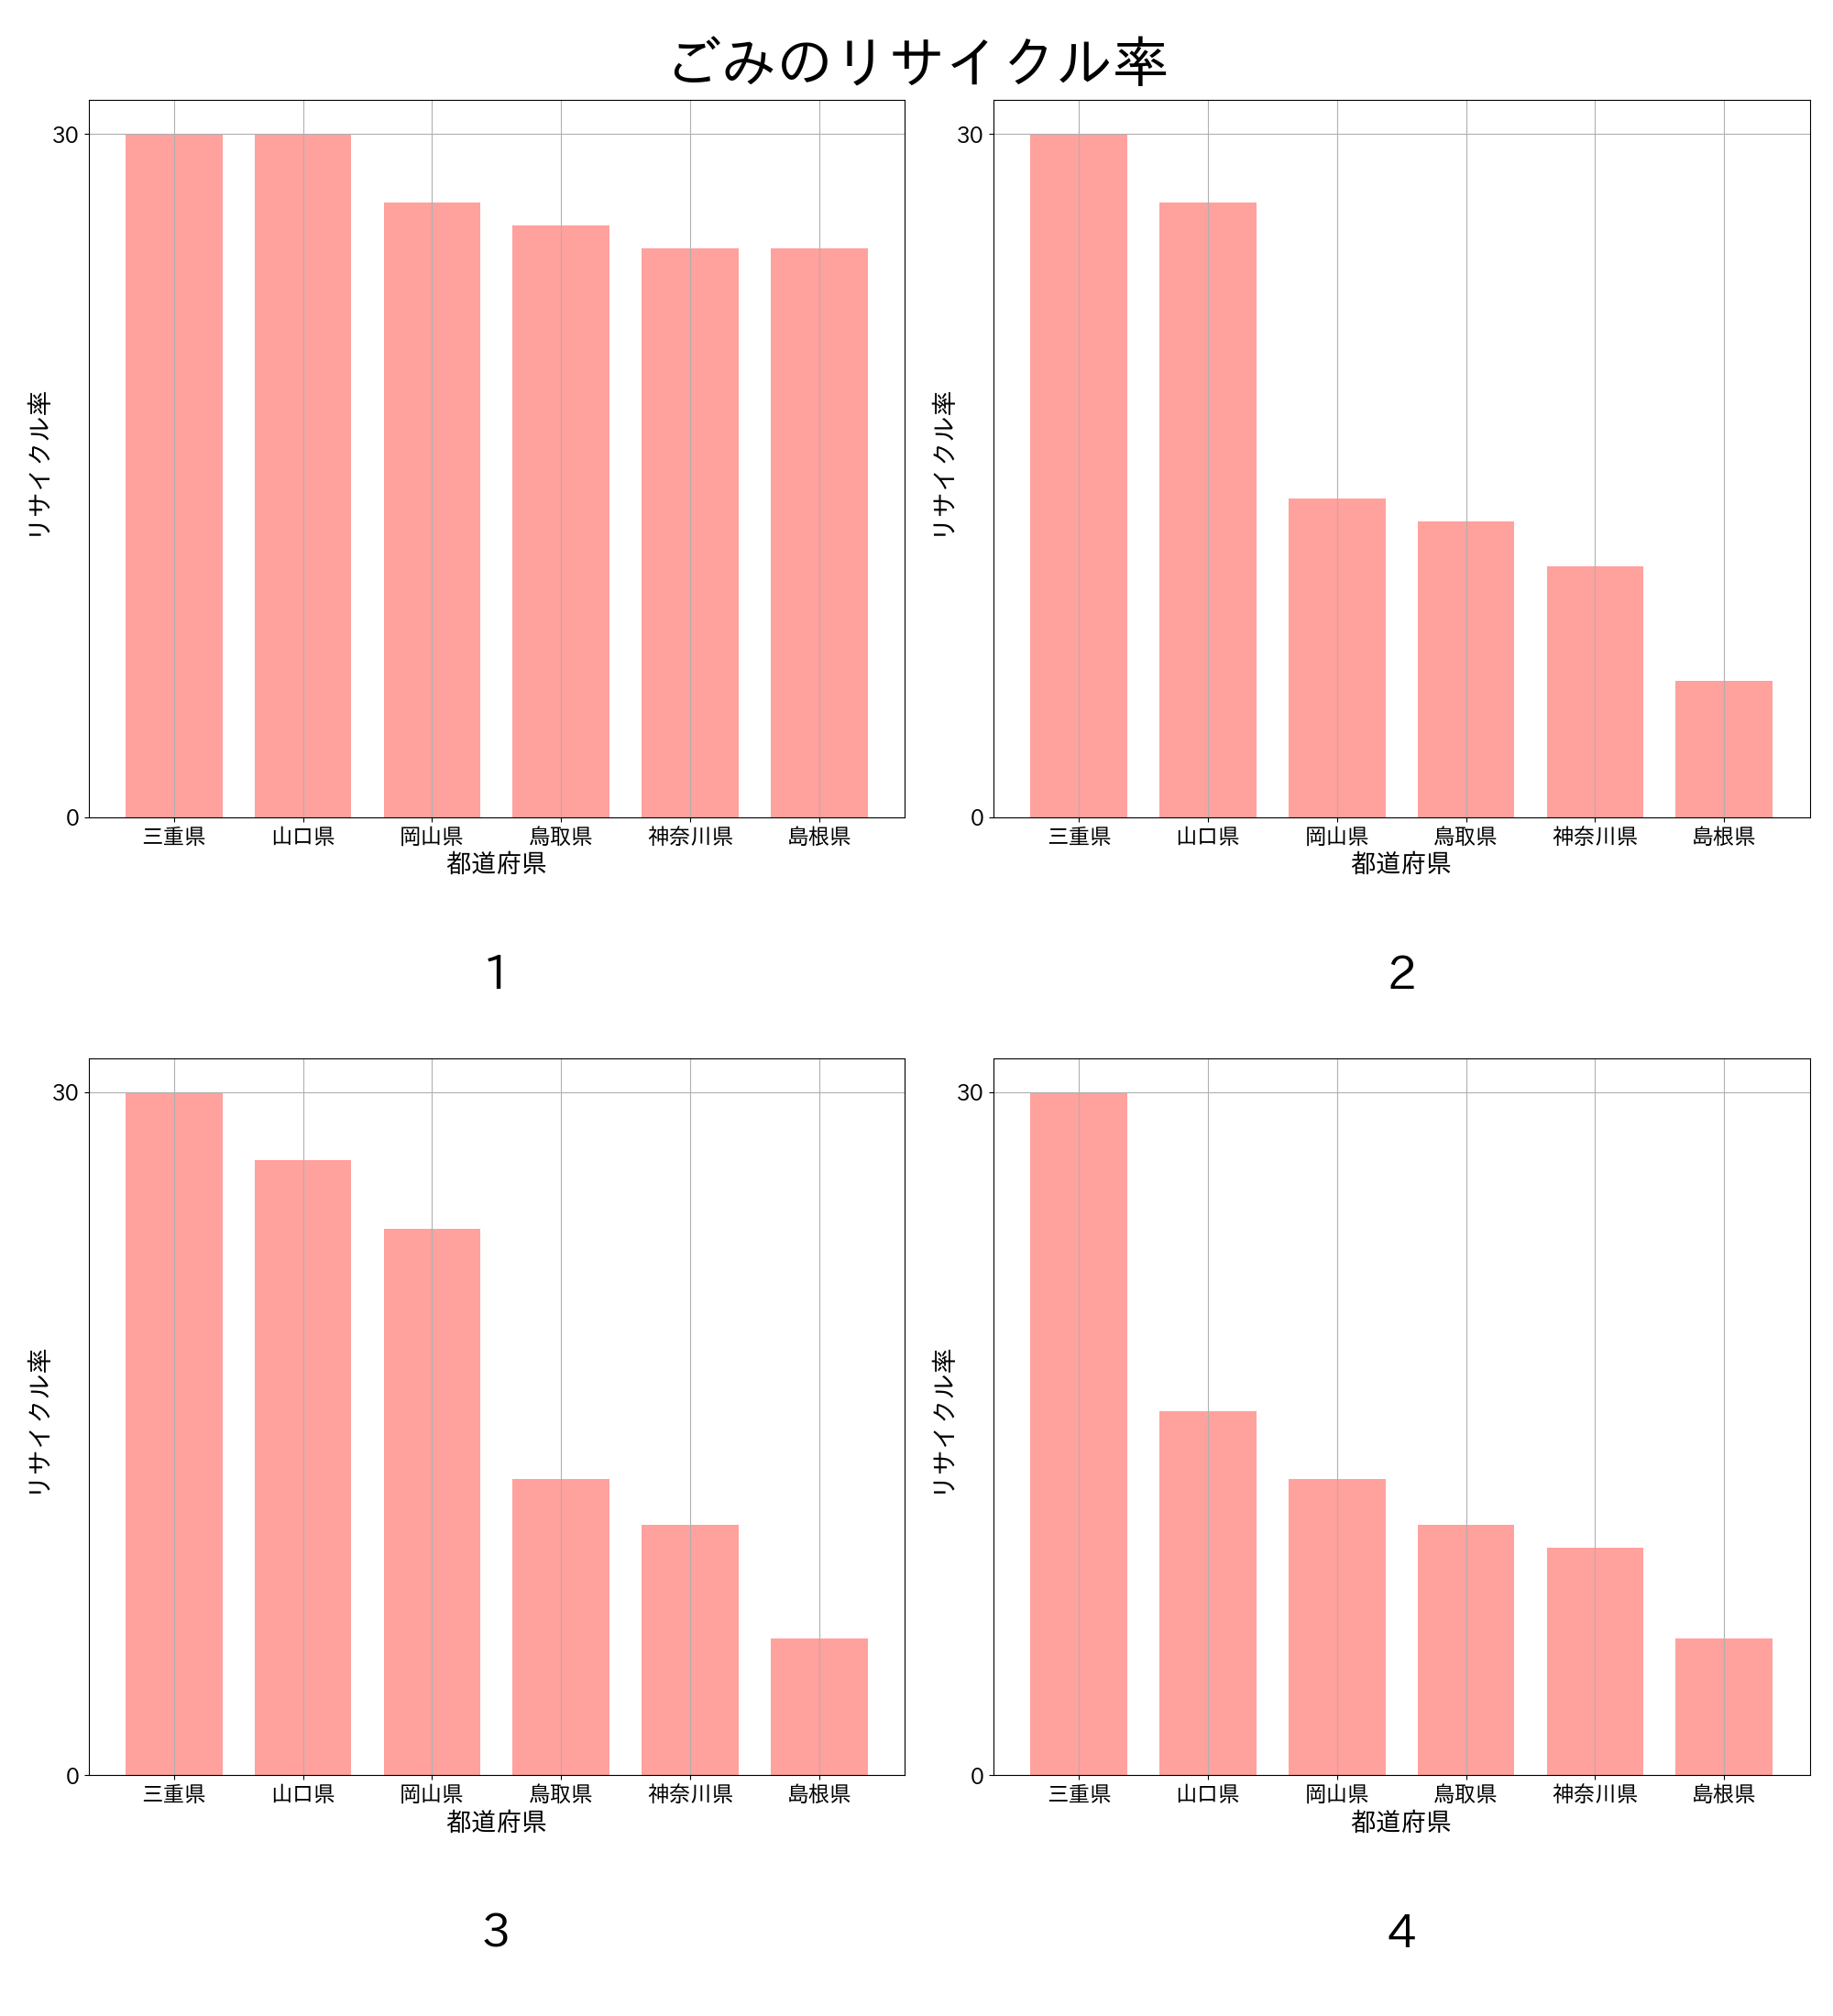 ごみのリサイクル率
30
0
リサイクル率
三重県 山口県 岡山県 鳥取県 神奈川県 島根県
都道府県
1
30
0
リサイクル率
三重県 山口県 岡山県 鳥取県 神奈川県 島根県
都道府県
2
30
0
リサイクル率
三重県 山口県 岡山県 鳥取県 神奈川県 島根県
都道府県
3
30
0
リサイクル率
三重県 山口県 岡山県 鳥取県 神奈川県 島根県
都道府県
4